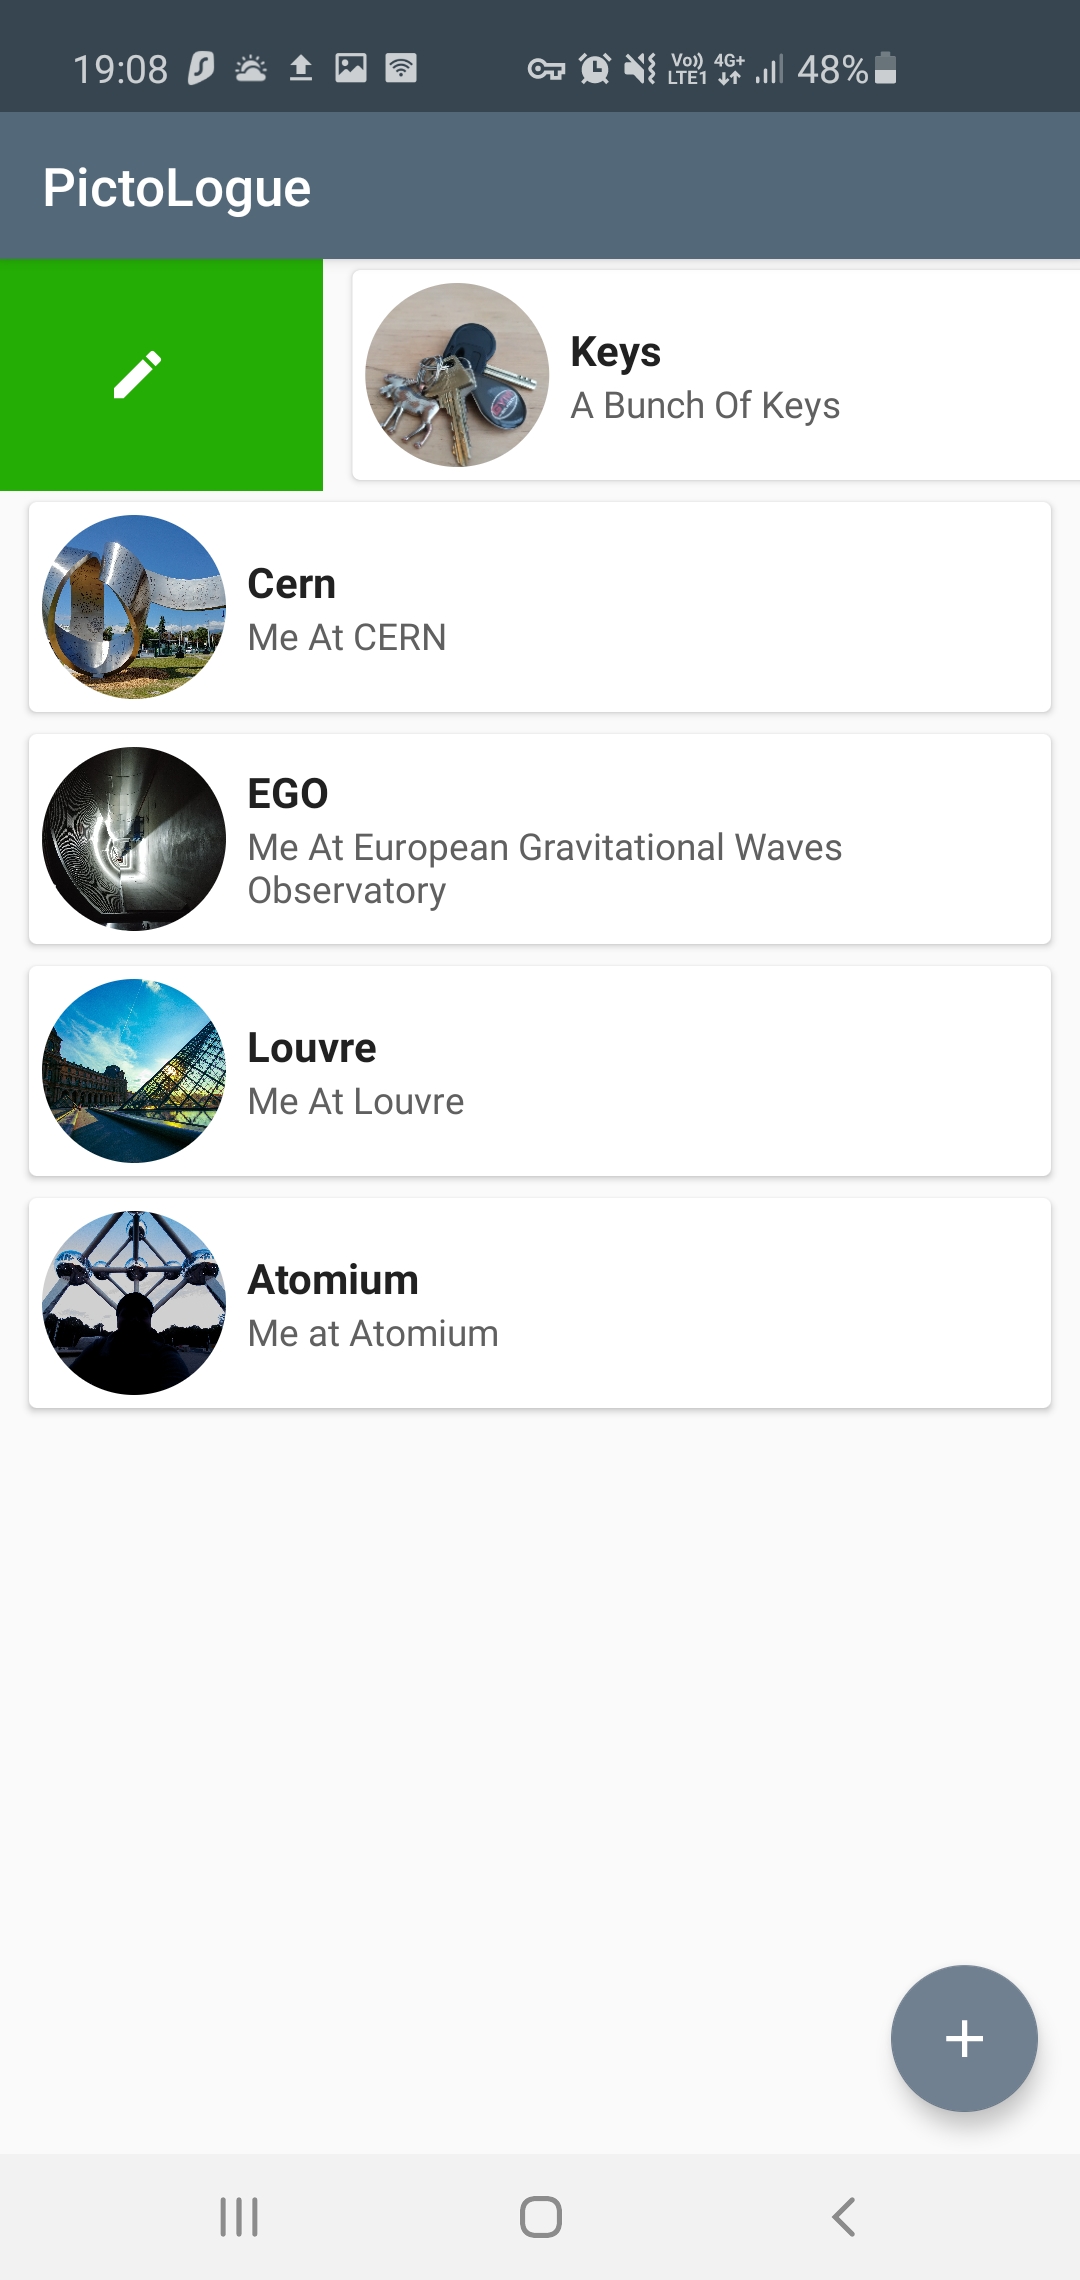 19:08 Vo)) LTE1 4G+ 48%
PictoLogue
Keys
A Bunch Of Keys
Cern
Me At CERN
EGO
Me At European Gravitational Waves
Observatory
Louvre
Me At Louvre
Atomium
Me at Atomium